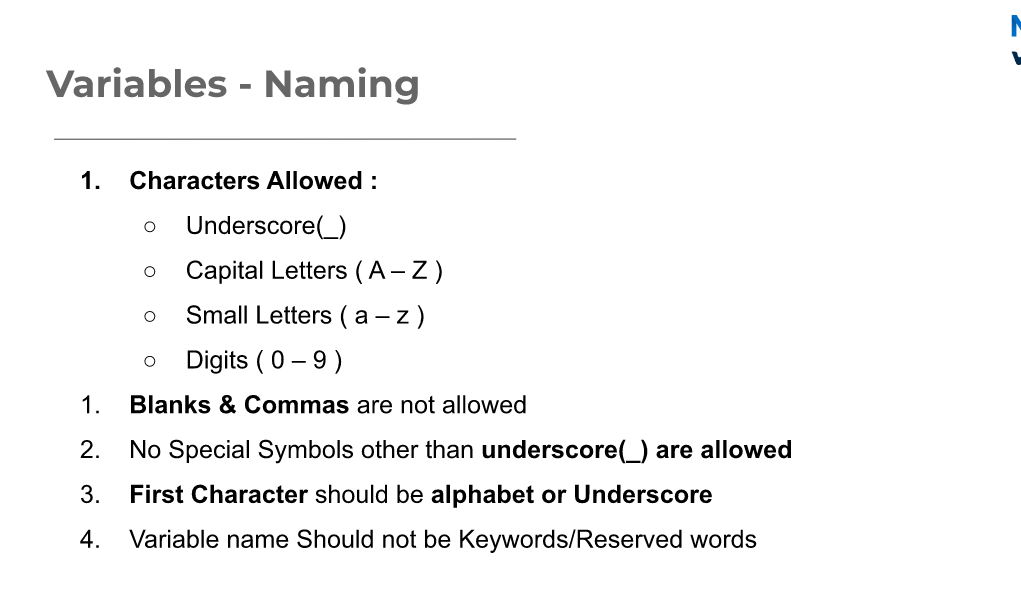 Variables - Naming
1. Characters Allowed :
○ Underscore(_)
○ Capital Letters ( A – Z )
○ Small Letters ( a – z )
○ Digits ( 0 – 9 )
1. Blanks & Commas are not allowed
2. No Special Symbols other than underscore(_) are allowed
3. First Character should be alphabet or Underscore
4. Variable name Should not be Keywords/Reserved words